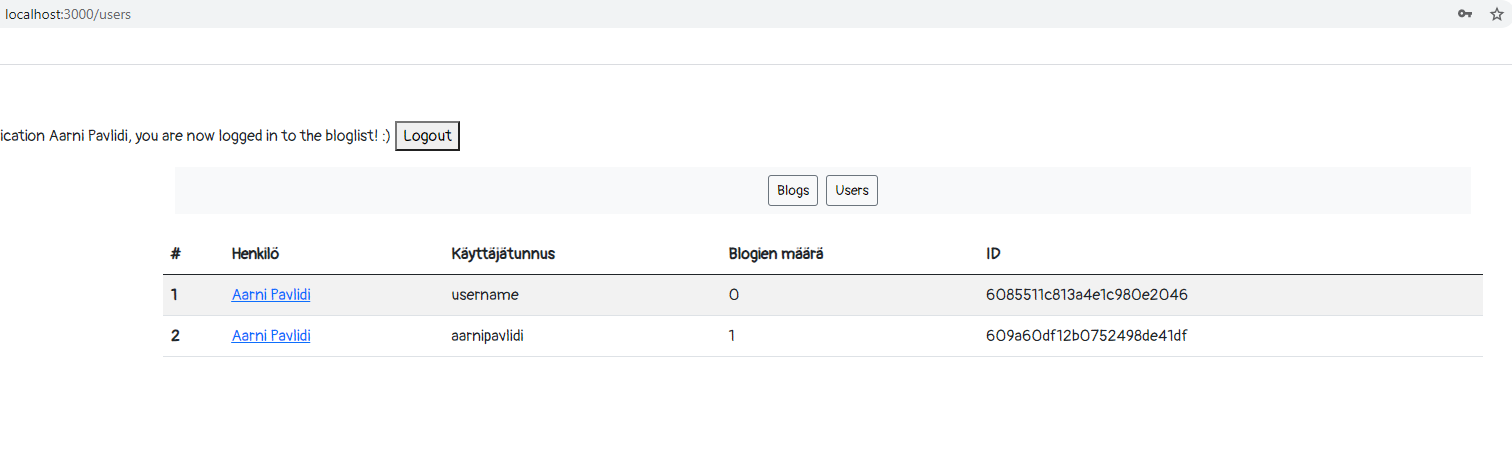 localhost:3000/users
ication Aarni Pavlidi, you are now logged in to the bloglist! :) Logout
Blogs Users
# Henkilö Käyttäjätunnus Blogien määrä ID
1 Aarni Pavlidi username 0 6085511c813a4e1c980e2046
2 Aarni Pavlidi aarnipavlidi 1 609a60df12b0752498de41df